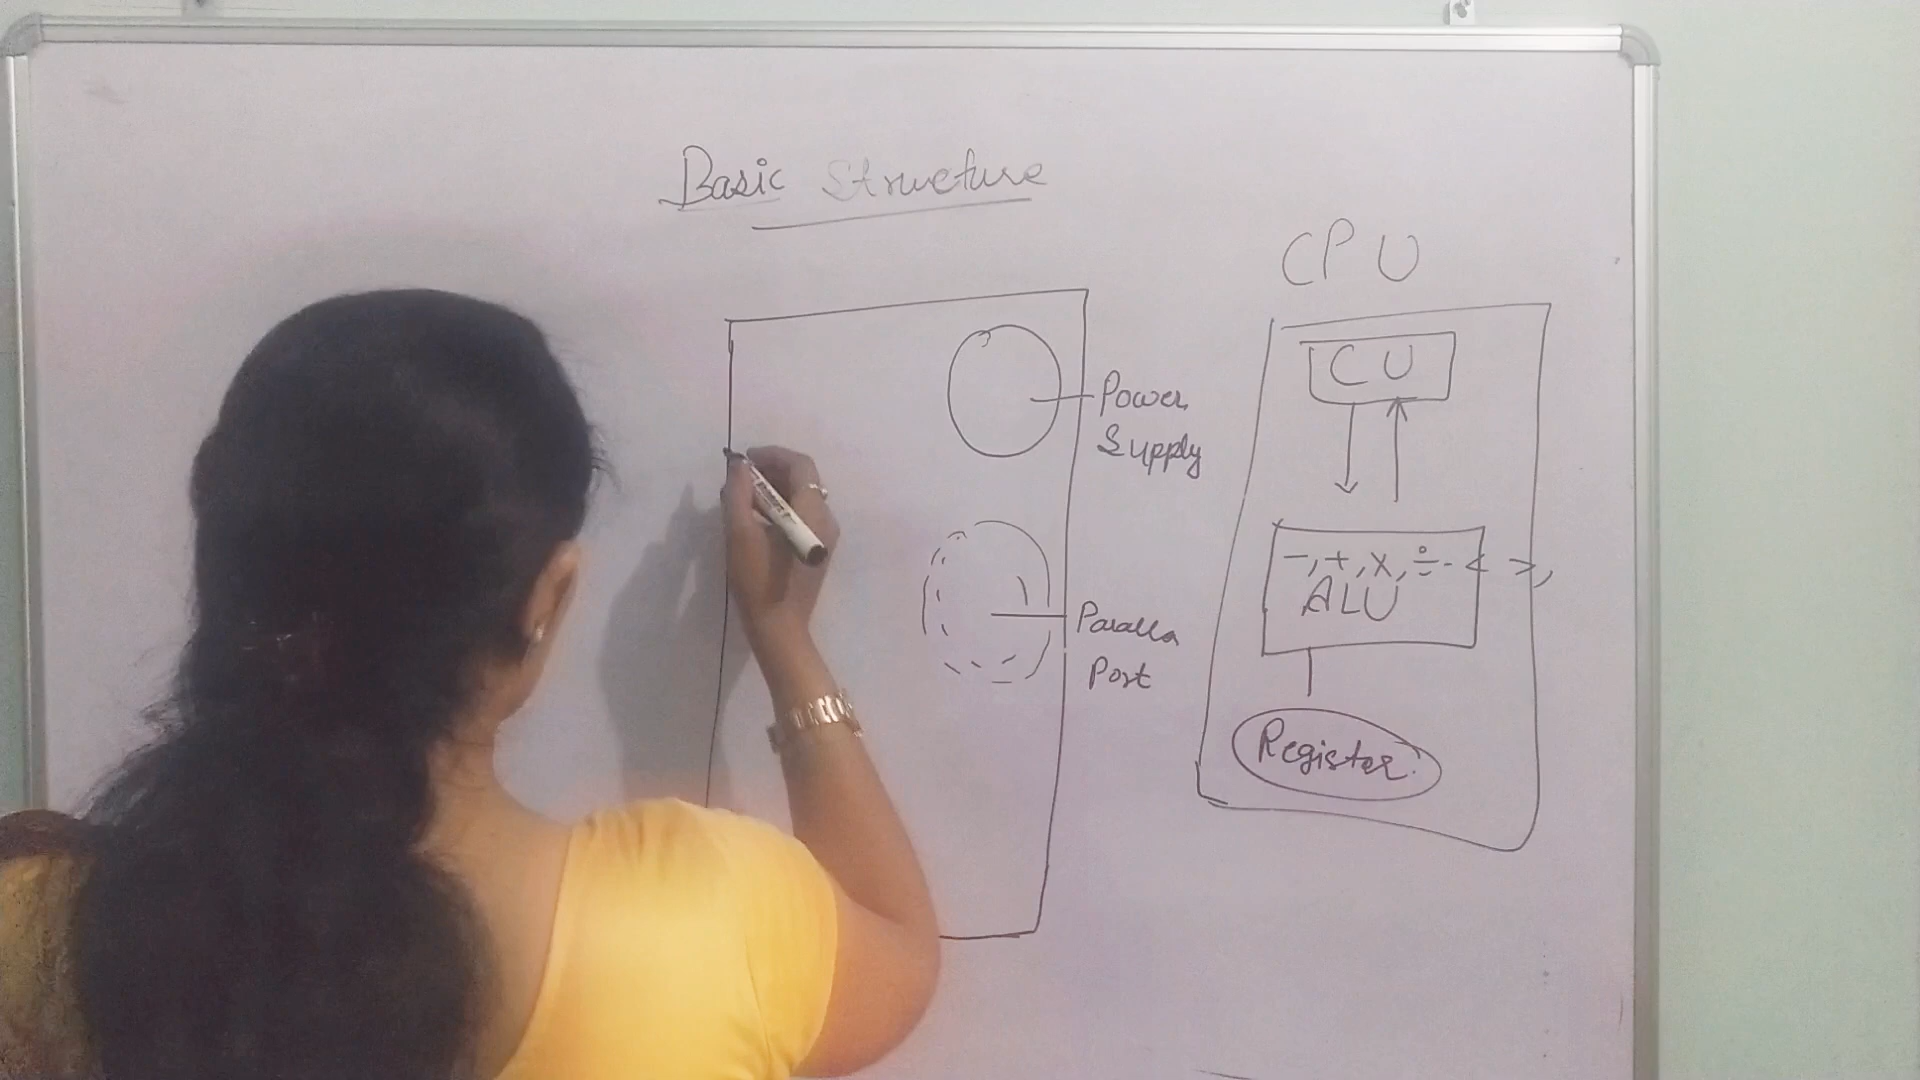 Basic Structure
Power
Supply
Paralla
Port
CPU
CU
-,+,x,÷. < >,
ALU
Register.